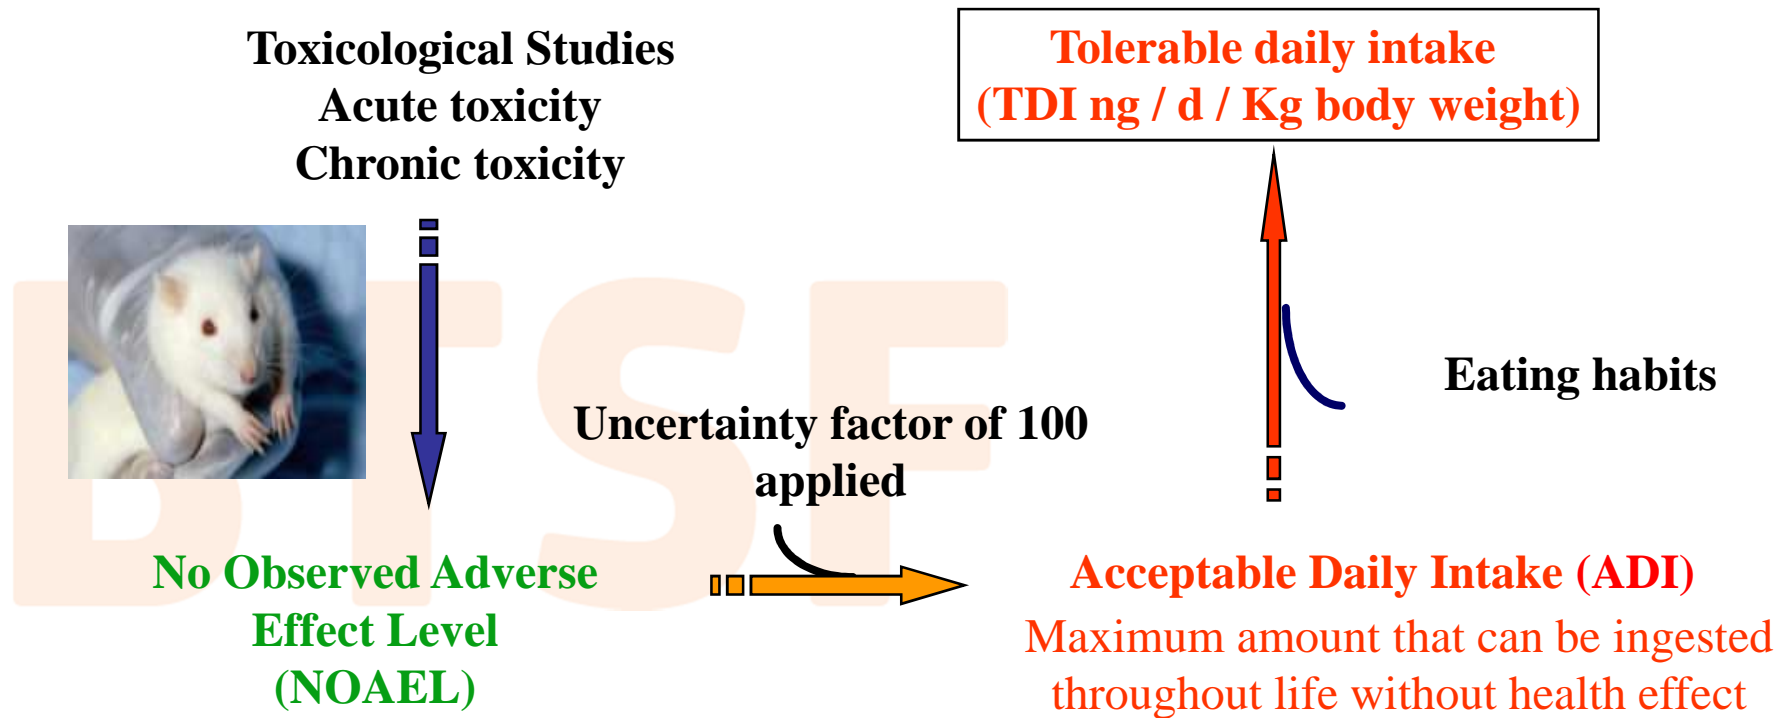 Toxicological Studies
Acute toxicity
Chronic toxicity
Tolerable daily intake
(TDI ng / d / Kg body weight)
Eating habits
Uncertainty factor of 100
applied
No Observed Adverse
Effect Level
(NOAEL)
Acceptable Daily Intake (ADI)
Maximum amount that can be ingested
throughout life without health effect
BTSF